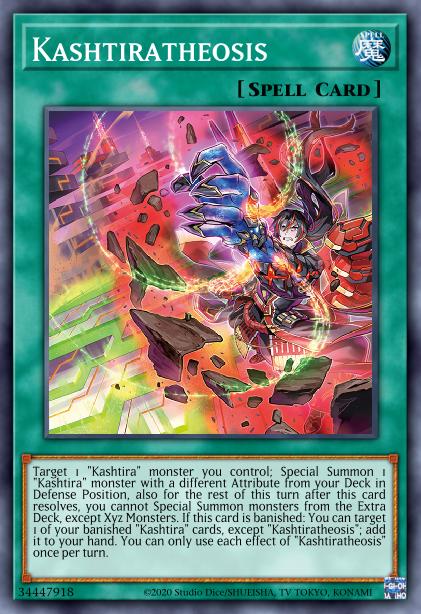 KASHTIRATHEOSIS
SPELL
魔
[SPELL CARD]
Target 1 "Kashtira" monster you control; Special Summon 1
"Kashtira" monster with a different Attribute from your Deck in
Defense Position, also for the rest of this turn after this card
resolves, you cannot Special Summon monsters from the Extra
Deck, except Xyz Monsters. If this card is banished: You can target
1 of your banished "Kashtira" cards, except "Kashtiratheosis"; add
it to your hand. You can only use each effect of "Kashtiratheosis"
once per turn.
34447918
©2020 Studio Dice/SHUEISHA, TV TOKYO, KONAMI